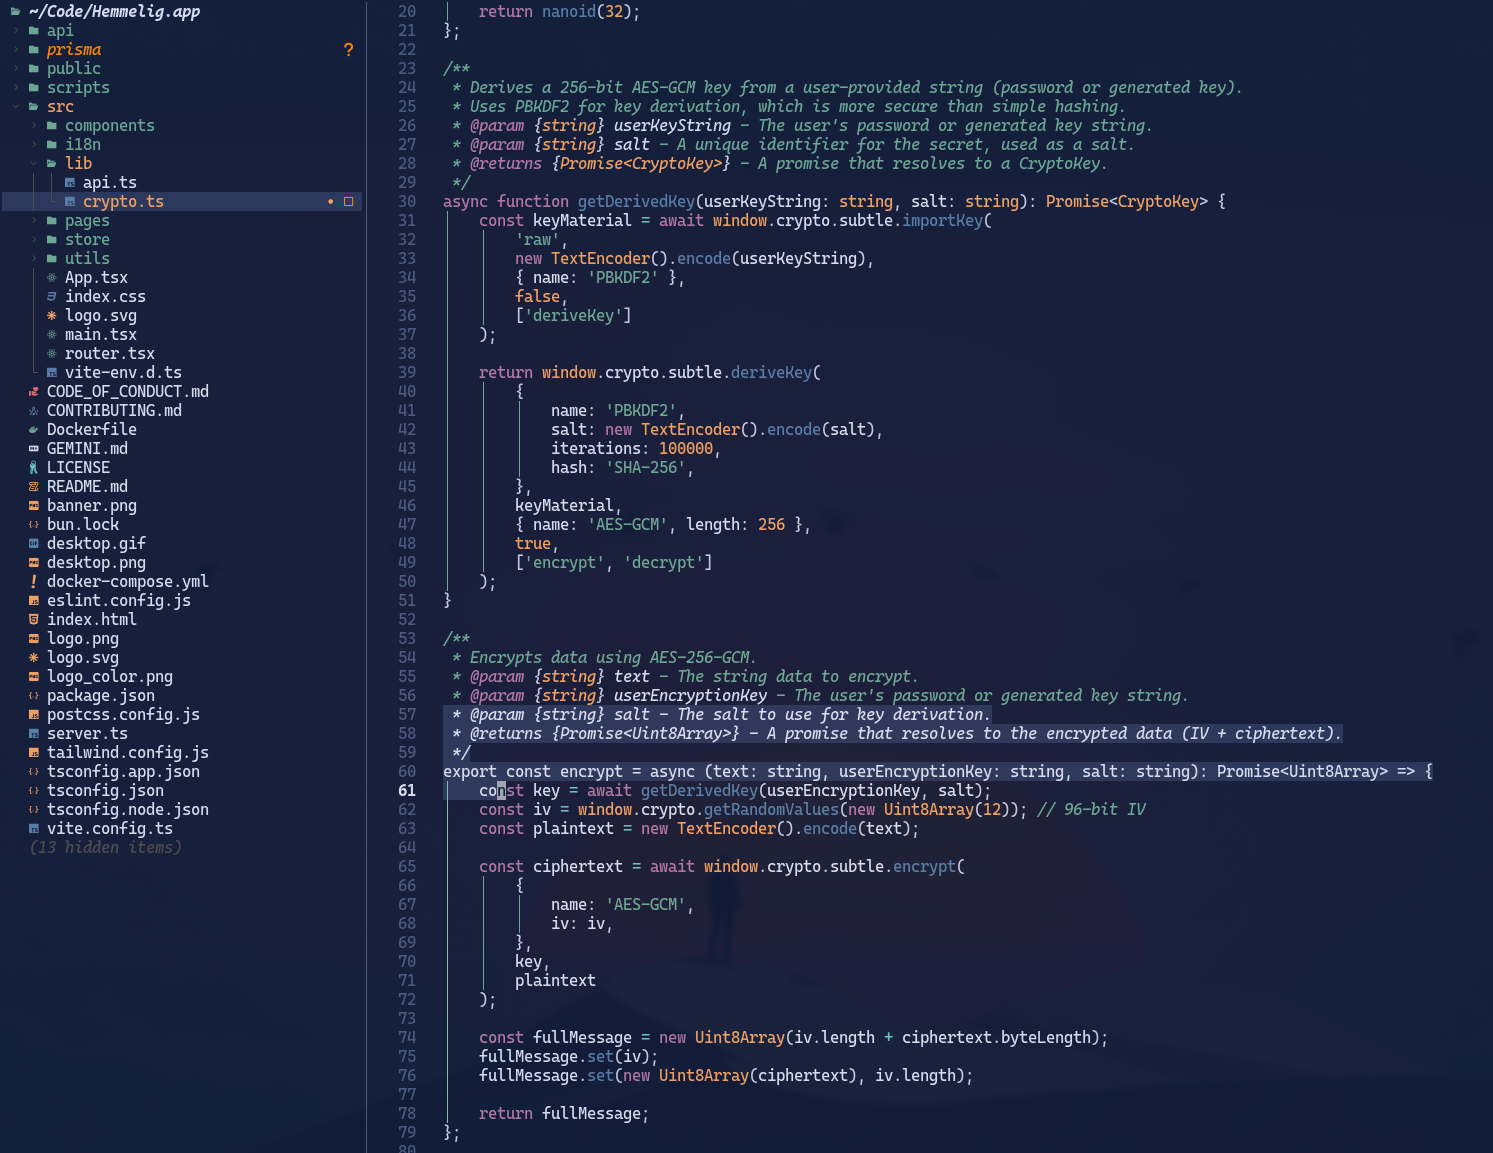 ~/Code/Hemmelig.app
api
prisma ?
public
scripts
src
components
i18n
lib
api.ts
crypto.ts
pages
store
utils
App.tsx
index.css
logo.svg
main.tsx
router.tsx
vite-env.d.ts
CODE_OF_CONDUCT.md
CONTRIBUTING.md
Dockerfile
GEMINI.md
LICENSE
README.md
banner.png
bun.lock
desktop.gif
desktop.png
docker-compose.yml
eslint.config.js
index.html
logo.png
logo.svg
logo_color.png
package.json
postcss.config.js
server.ts
tailwind.config.js
tsconfig.app.json
tsconfig.json
tsconfig.node.json
vite.config.ts
(13 hidden items)
20     return nanoid(32);
21 };
22
23 /**
24  * Derives a 256-bit AES-GCM key from a user-provided string (password or generated key).
25  * Uses PBKDF2 for key derivation, which is more secure than simple hashing.
26  * @param {string} userKeyString - The user's password or generated key string.
27  * @param {string} salt - A unique identifier for the secret, used as a salt.
28  * @returns {Promise<CryptoKey>} - A promise that resolves to a CryptoKey.
29  */
30 async function getDerivedKey(userKeyString: string, salt: string): Promise<CryptoKey> {
31     const keyMaterial = await window.crypto.subtle.importKey(
32         'raw',
33         new TextEncoder().encode(userKeyString),
34         { name: 'PBKDF2' },
35         false,
36         ['deriveKey']
37     );
38
39     return window.crypto.subtle.deriveKey(
40         {
41             name: 'PBKDF2',
42             salt: new TextEncoder().encode(salt),
43             iterations: 100000,
44             hash: 'SHA-256',
45         },
46         keyMaterial,
47         { name: 'AES-GCM', length: 256 },
48         true,
49         ['encrypt', 'decrypt']
50     );
51 }
52
53 /**
54  * Encrypts data using AES-256-GCM.
55  * @param {string} text - The string data to encrypt.
56  * @param {string} userEncryptionKey - The user's password or generated key string.
57  * @param {string} salt - The salt to use for key derivation.
58  * @returns {Promise<Uint8Array>} - A promise that resolves to the encrypted data (IV + ciphertext).
59  */
60 export const encrypt = async (text: string, userEncryptionKey: string, salt: string): Promise<Uint8Array> => {
61     const key = await getDerivedKey(userEncryptionKey, salt);
62     const iv = window.crypto.getRandomValues(new Uint8Array(12)); // 96-bit IV
63     const plaintext = new TextEncoder().encode(text);
64
65     const ciphertext = await window.crypto.subtle.encrypt(
66         {
67             name: 'AES-GCM',
68             iv: iv,
69         },
70         key,
71         plaintext
72     );
73
74     const fullMessage = new Uint8Array(iv.length + ciphertext.byteLength);
75     fullMessage.set(iv);
76     fullMessage.set(new Uint8Array(ciphertext), iv.length);
77
78     return fullMessage;
79 };
80